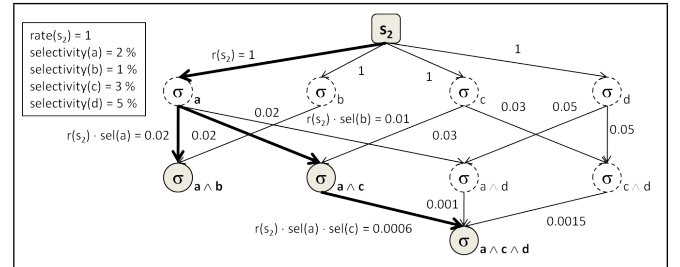 s₂
rate(s₂) = 1
selectivity(a) = 2 %
selectivity(b) = 1 %
selectivity(c) = 3 %
selectivity(d) = 5 %
r(s₂) = 1
1
1
1
σ a
σ b
σ c
σ d
r(s₂) · sel(a) = 0.02
0.02
0.02
r(s₂) · sel(b) = 0.01
0.03
0.03
0.05
0.05
σ a ∧ b
σ a ∧ c
σ a ∧ d
σ c ∧ d
0.001
0.0015
r(s₂) · sel(a) · sel(c) = 0.0006
σ a ∧ c ∧ d